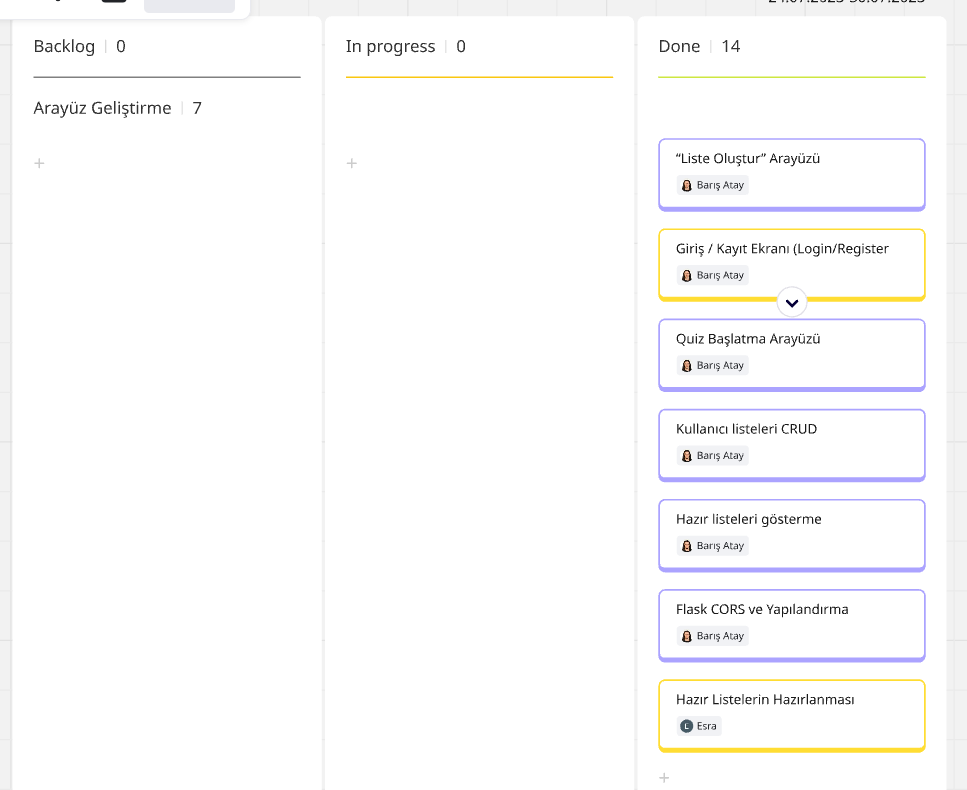 Backlog 0
In progress 0
Done 14
Arayüz Geliştirme 7
“Liste Oluştur” Arayüzü
Barış Atay
Giriş / Kayıt Ekranı (Login/Register
Barış Atay
Quiz Başlatma Arayüzü
Barış Atay
Kullanıcı listeleri CRUD
Barış Atay
Hazır listeleri gösterme
Barış Atay
Flask CORS ve Yapılandırma
Barış Atay
Hazır Listelerin Hazırlanması
Esra